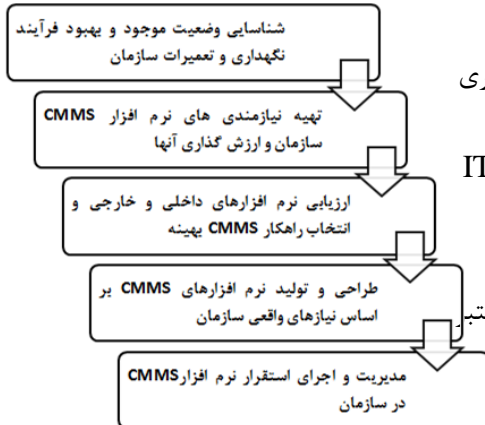 شناسایی وضعیت موجود و بهبود فرآیند
نگهداری و تعمیرات سازمان
تهیه نیازمندی های نرم افزار CMMS
سازمان و ارزش گذاری آنها
IT
ارزیابی نرم افزارهای داخلی و خارجی و
انتخاب راهکار CMMS بهینه
طراحی و تولید نرم افزارهای CMMS بر
اساس نیازهای واقعی سازمان
مدیریت و اجرای استقرار نرم افزارCMMS
در سازمان